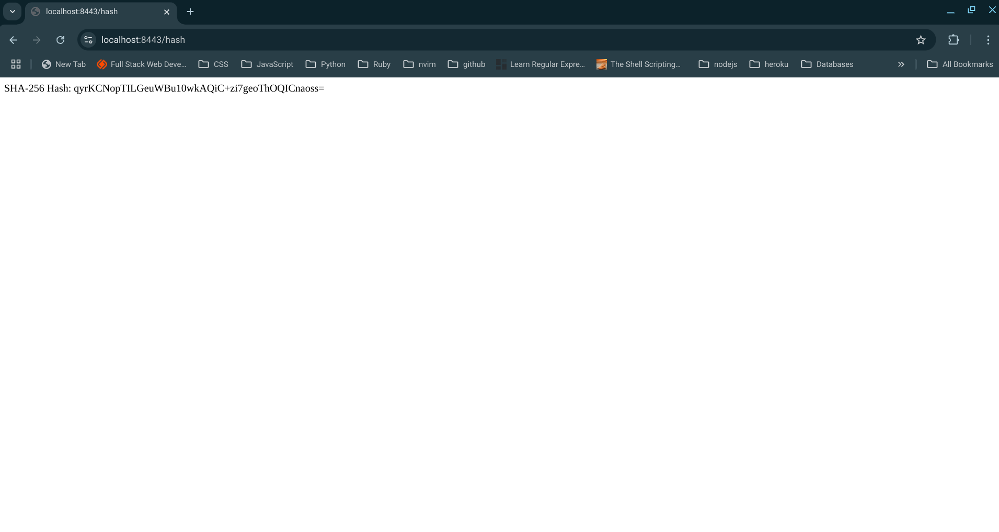 localhost:8443/hash
localhost:8443/hash
New Tab Full Stack Web Deve... CSS JavaScript Python Ruby nvim github Learn Regular Expre... The Shell Scripting... nodejs heroku Databases All Bookmarks
SHA-256 Hash: qyrKCNopTILGeuWBu10wkAQiC+zi7geoThOQICnaoss=